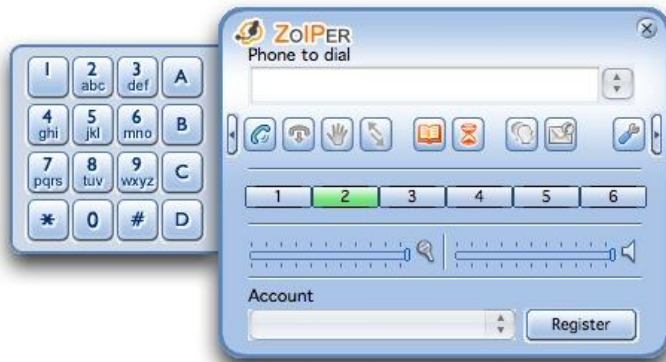 ZOIPER
Phone to dial
1 2 3 A
abc def
4 5 6 B
ghi jkl mno
7 8 9 C
pqrs tuv wxyz
* 0 # D
1 2 3 4 5 6
Account
Register